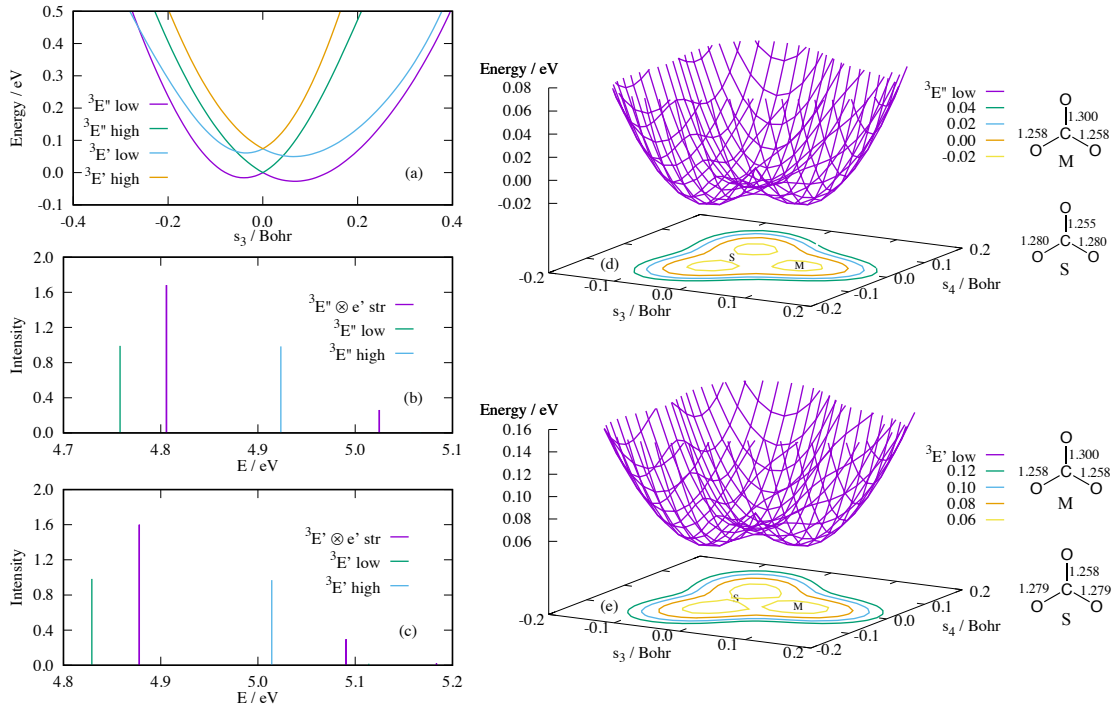 0.5
0.4
0.3
0.2
0.1
0.0
-0.1
Energy / eV
³E" low
³E" high
³E' low
³E' high
(a)
-0.4
-0.2
0.0
0.2
0.4
s₃ / Bohr
2.0
1.6
1.2
0.8
0.4
0.0
Intensity
³E" ⊗ e' str
³E" low
³E" high
(b)
4.7
4.8
4.9
5.0
5.1
E / eV
2.0
1.6
1.2
0.8
0.4
0.0
Intensity
³E' ⊗ e' str
³E' low
³E' high
(c)
4.8
4.9
5.0
5.1
5.2
E / eV
Energy / eV
0.08
0.06
0.04
0.02
0.00
-0.02
³E" low
0.04
0.02
0.00
-0.02
(d)
S
M
-0.2
-0.1
0.0
0.1
0.2
s₃ / Bohr
-0.2
-0.1
0.0
0.1
0.2
s₄ / Bohr
O
1.300
1.258
C
1.258
O
O
M
O
1.255
1.280
C
1.280
O
O
S
Energy / eV
0.16
0.14
0.12
0.10
0.08
0.06
³E' low
0.12
0.10
0.08
0.06
(e)
S
M
-0.2
-0.1
0.0
0.1
0.2
s₃ / Bohr
-0.2
-0.1
0.0
0.1
0.2
s₄ / Bohr
O
1.300
1.258
C
1.258
O
O
M
O
1.258
1.279
C
1.279
O
O
S